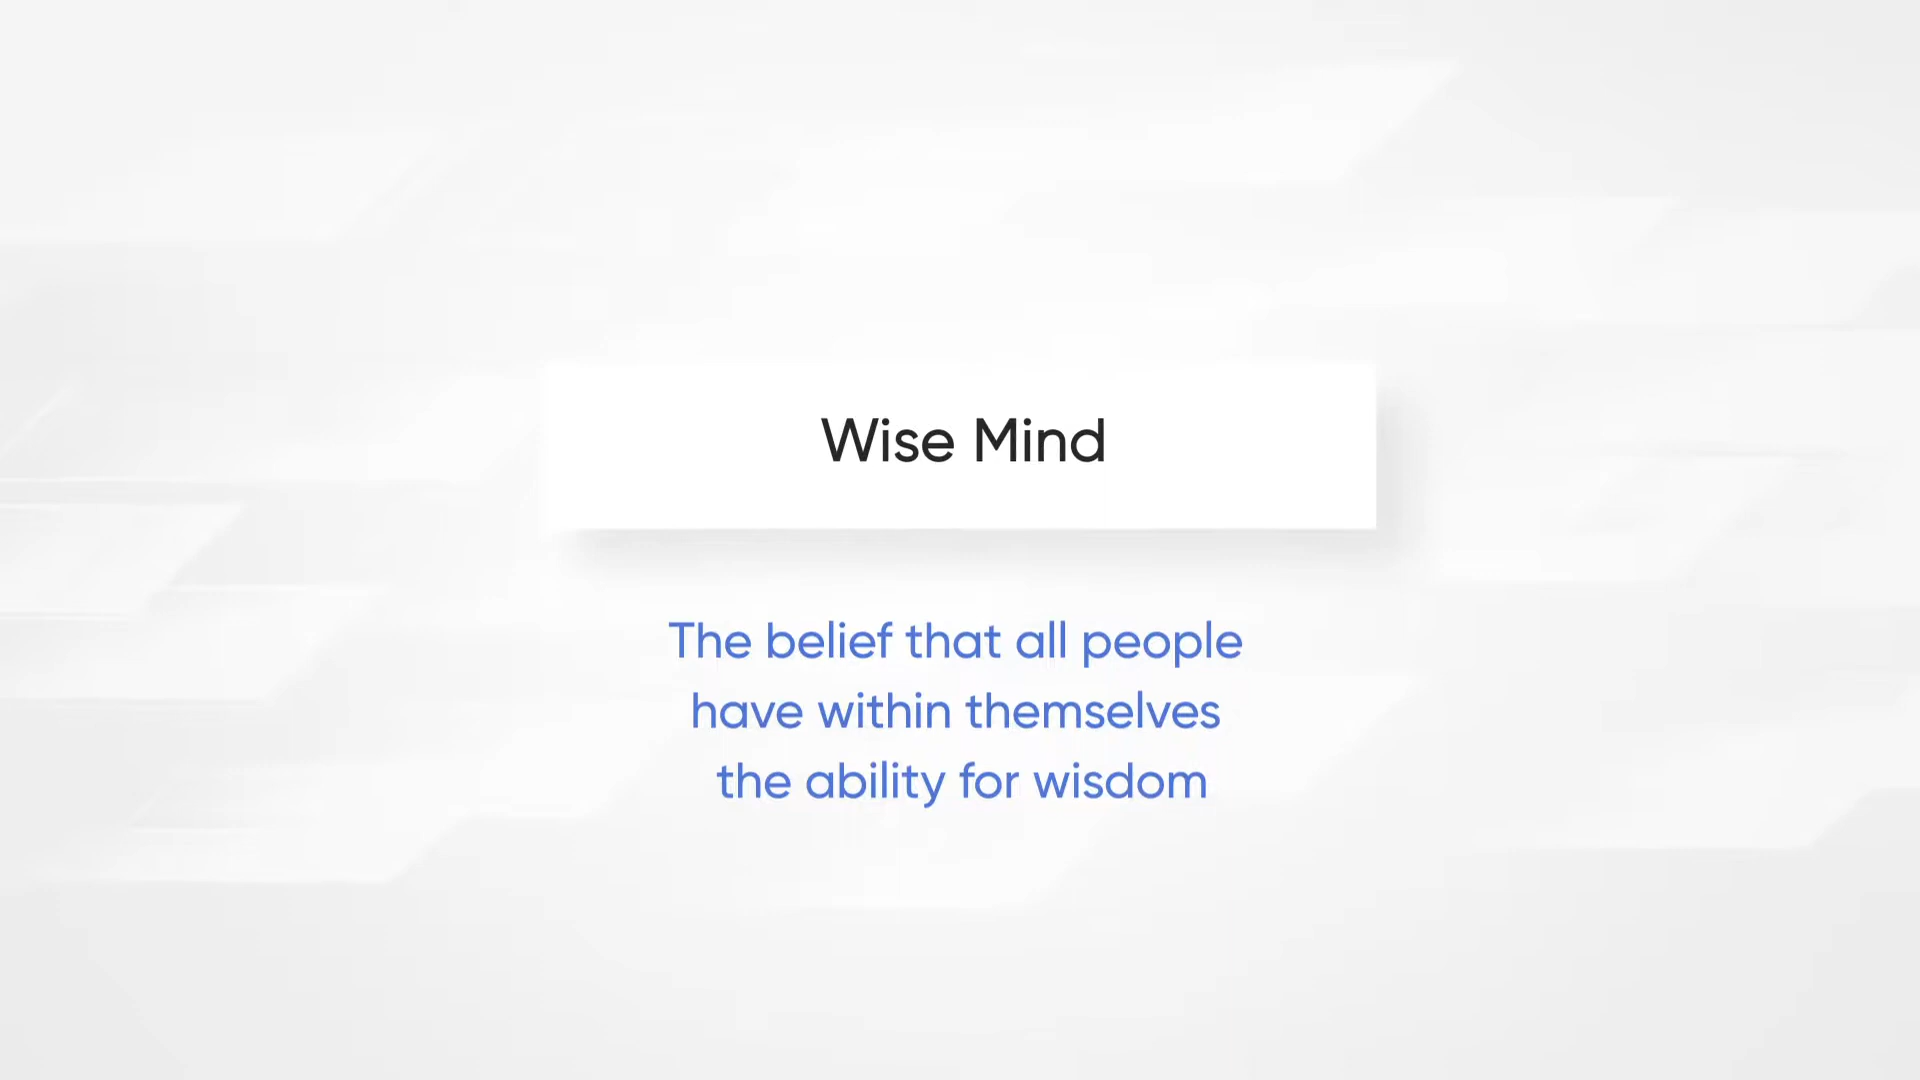 Wise Mind
The belief that all people
have within themselves
the ability for wisdom